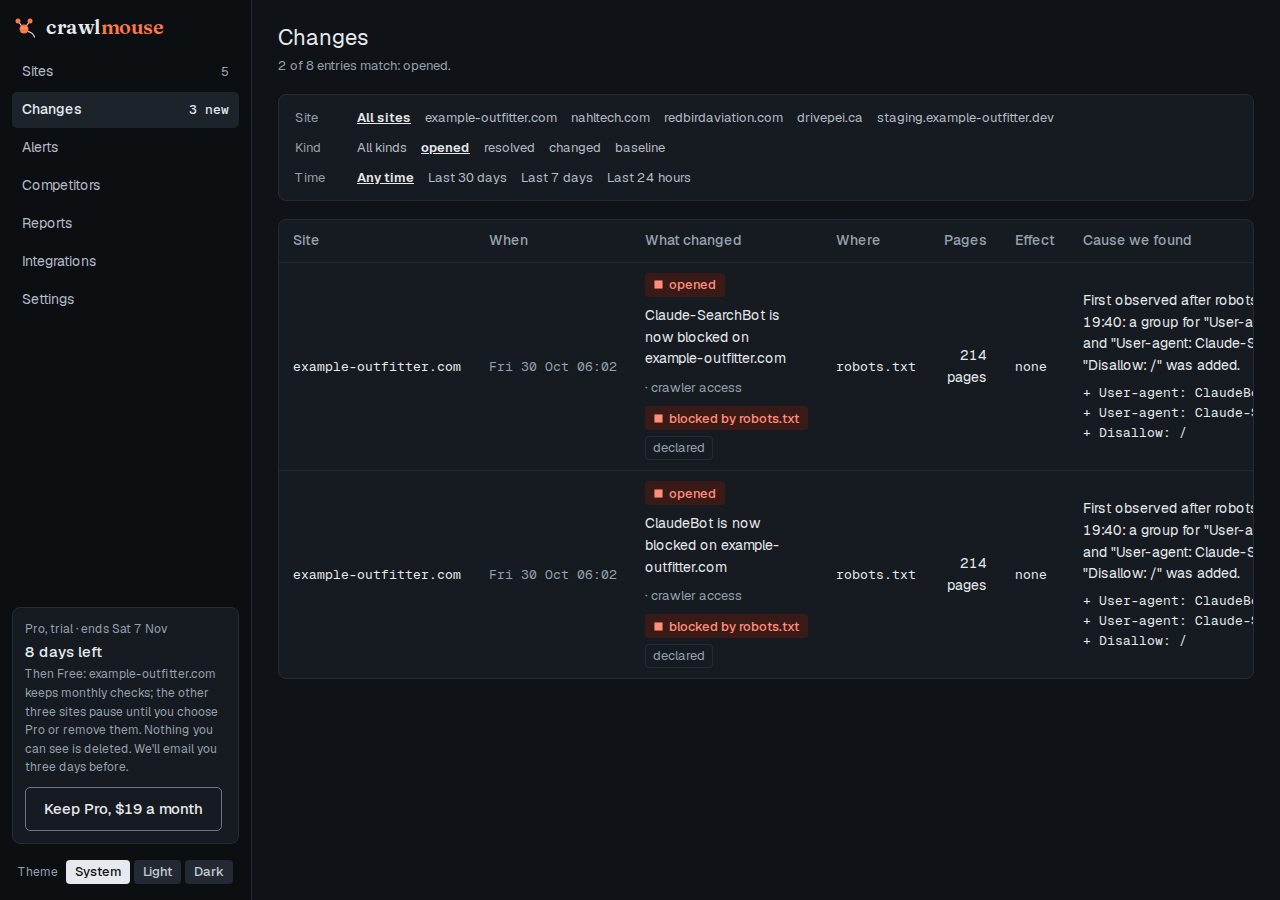 crawlmouse
Sites 5
Changes 3 new
Alerts
Competitors
Reports
Integrations
Settings
Pro, trial · ends Sat 7 Nov
8 days left
Then Free: example-outfitter.com
keeps monthly checks; the other
three sites pause until you choose
Pro or remove them. Nothing you
can see is deleted. We'll email you
three days before.
Keep Pro, $19 a month
Theme System Light Dark
Changes
2 of 8 entries match: opened.
Site All sites example-outfitter.com nahltech.com redbirdaviation.com drivepei.ca staging.example-outfitter.dev
Kind All kinds opened resolved changed baseline
Time Any time Last 30 days Last 7 days Last 24 hours
Site When What changed Where Pages Effect Cause we found
example-outfitter.com
Fri 30 Oct 06:02
opened
Claude-SearchBot is
now blocked on
example-outfitter.com
· crawler access
blocked by robots.txt
declared
robots.txt
214
pages
none
First observed after robots
19:40: a group for "User-a
and "User-agent: Claude-S
"Disallow: /" was added.
+ User-agent: ClaudeBo
+ User-agent: Claude-S
+ Disallow: /
example-outfitter.com
Fri 30 Oct 06:02
opened
ClaudeBot is now
blocked on example-
outfitter.com
· crawler access
blocked by robots.txt
declared
robots.txt
214
pages
none
First observed after robots
19:40: a group for "User-a
and "User-agent: Claude-S
"Disallow: /" was added.
+ User-agent: ClaudeBo
+ User-agent: Claude-S
+ Disallow: /